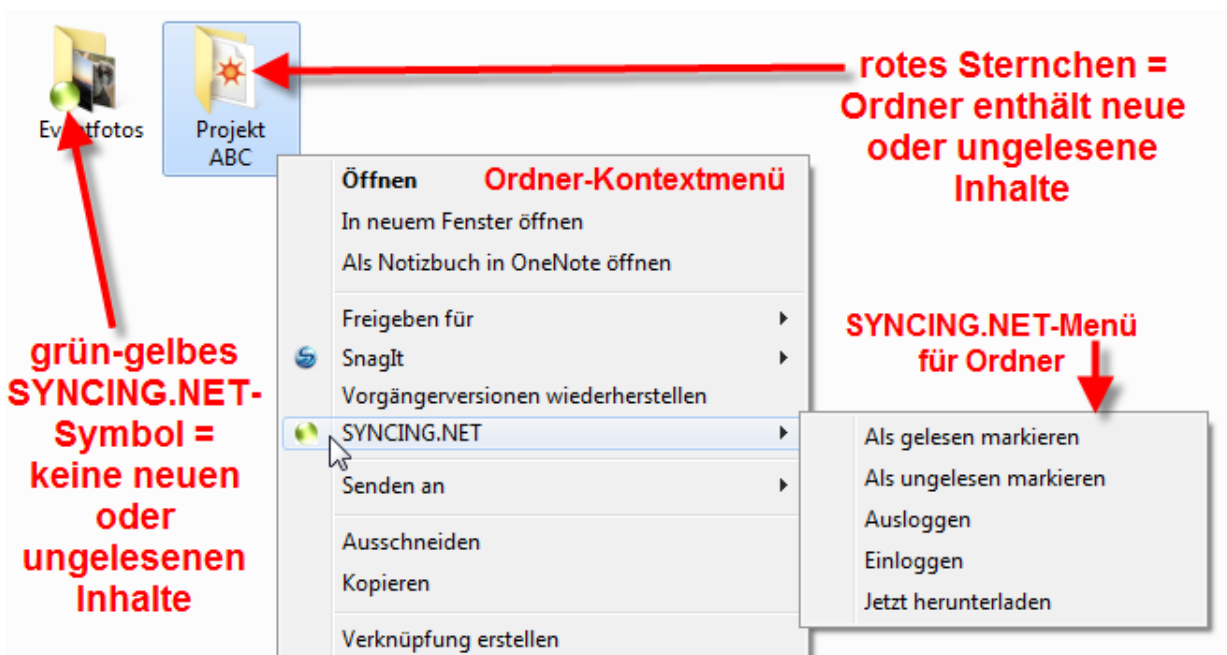 Eventfotos
Projekt
ABC
rotes Sternchen =
Ordner enthält neue
oder ungelesene
Inhalte
Ordner-Kontextmenü
Öffnen
In neuem Fenster öffnen
Als Notizbuch in OneNote öffnen
Freigeben für
SnagIt
Vorgängerversionen wiederherstellen
SYNCING.NET
Senden an
Ausschneiden
Kopieren
Verknüpfung erstellen
grün-gelbes
SYNCING.NET-
Symbol =
keine neuen
oder
ungelesenen
Inhalte
SYNCING.NET-Menü
für Ordner
Als gelesen markieren
Als ungelesen markieren
Ausloggen
Einloggen
Jetzt herunterladen